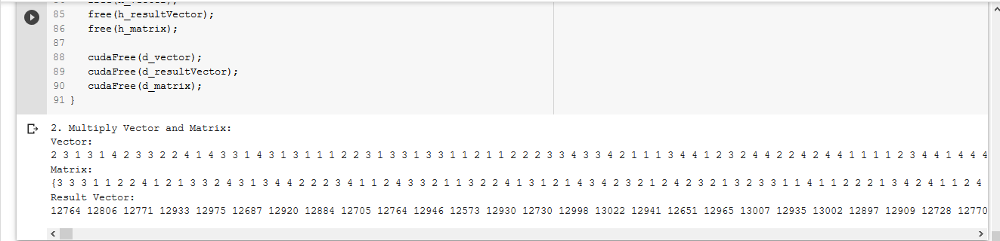 85 free(h_resultVector);
86 free(h_matrix);
87
88 cudaFree(d_vector);
89 cudaFree(d_resultVector);
90 cudaFree(d_matrix);
91 }
2. Multiply Vector and Matrix:
Vector:
2 3 1 3 1 4 2 3 3 2 2 4 1 4 3 3 1 4 3 1 3 1 1 1 2 2 3 1 3 3 1 3 3 1 1 2 1 1 2 2 2 3 3 4 3 3 4 2 1 1 1 3 4 4 1 2 3 2 4 4 2 2 4 2 4 4 1 1 1 1 2 3 4 4 1 4 4 4
Matrix:
{3 3 3 1 1 2 2 4 1 2 1 3 3 2 4 3 1 3 4 4 2 2 2 3 4 1 1 2 4 3 3 2 1 1 3 2 2 4 1 3 1 2 1 4 3 4 2 3 2 1 2 4 2 3 2 1 3 2 3 3 1 1 4 1 1 2 2 2 1 3 4 2 4 1 1 2 4
Result Vector:
12764 12806 12771 12933 12975 12687 12920 12884 12705 12764 12946 12573 12930 12730 12998 13022 12941 12651 12965 13007 12935 13002 12897 12909 12728 12770